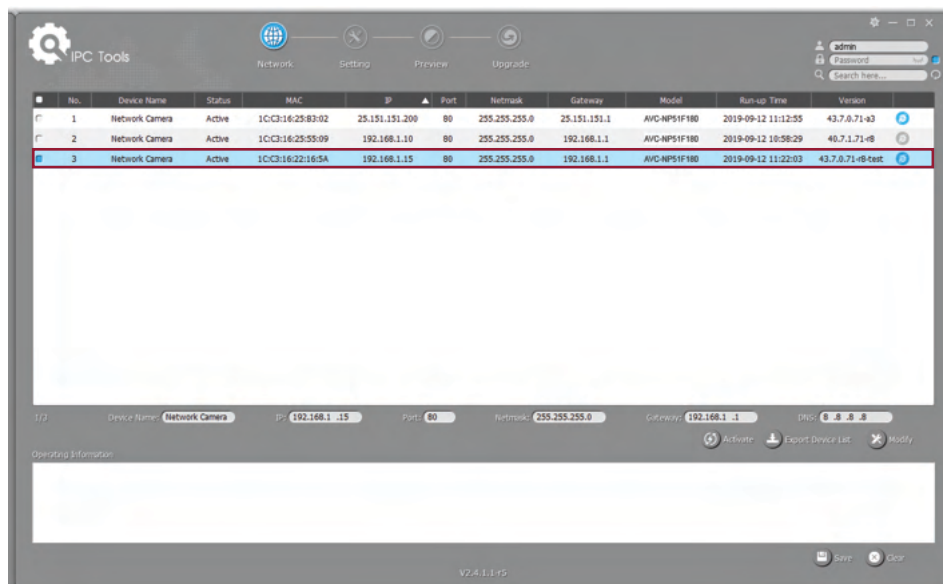 IPC Tools
Network Setting Preview Upgrade
admin
Password
Search here...
No. Device Name Status MAC IP Port Netmask Gateway Model Run-up Time Version
1 Network Camera Active 1C:C3:16:25:B3:02 25.151.151.200 80 255.255.255.0 25.151.151.1 AVC-NP51F180 2019-09-12 11:12:55 43.7.0.71-a3
2 Network Camera Active 1C:C3:16:25:55:09 192.168.1.10 80 255.255.255.0 192.168.1.1 AVC-NP51F180 2019-09-12 10:58:29 40.7.1.71-r8
3 Network Camera Active 1C:C3:16:22:16:5A 192.168.1.15 80 255.255.255.0 192.168.1.1 AVC-NP51F180 2019-09-12 11:22:03 43.7.0.71-r8-test
1/3 Device Name: Network Camera IP: 192.168.1 .15 Port: 80 Netmask: 255.255.255.0 Gateway: 192.168.1 .1 DNS: 8 .8 .8 .8
Activate Export Device List Modify
Operating Information
Save Clear
V2.4.1.1-r5